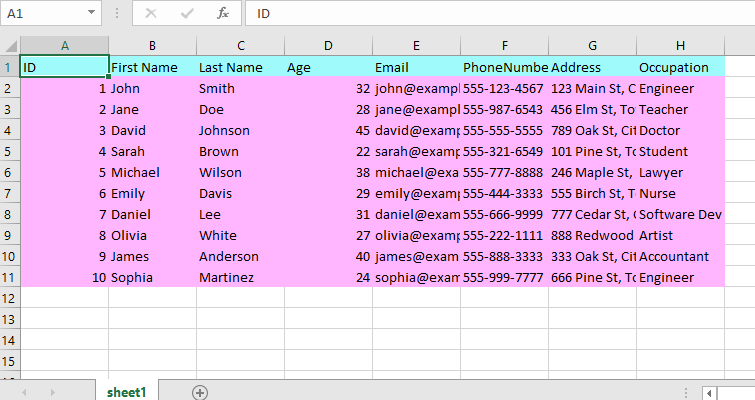 A1 fx ID
A B C D E F G H
1 ID First Name Last Name Age Email PhoneNumbe Address Occupation
2 1 John Smith 32 john@exampl 555-123-4567 123 Main St, C Engineer
3 2 Jane Doe 28 jane@exampl 555-987-6543 456 Elm St, To Teacher
4 3 David Johnson 45 david@exam 555-555-5555 789 Oak St, Cit Doctor
5 4 Sarah Brown 22 sarah@exam 555-321-6549 101 Pine St, To Student
6 5 Michael Wilson 38 michael@exa 555-777-8888 246 Maple St, Lawyer
7 6 Emily Davis 29 emily@exam 555-444-3333 555 Birch St, T Nurse
8 7 Daniel Lee 31 daniel@exam 555-666-9999 777 Cedar St, Software Dev
9 8 Olivia White 27 olivia@exam 555-222-1111 888 Redwood Artist
10 9 James Anderson 40 james@exam 555-888-3333 333 Oak St, Cit Accountant
11 10 Sophia Martinez 24 sophia@exam 555-999-7777 666 Pine St, To Engineer
12
13
14
15
sheet1